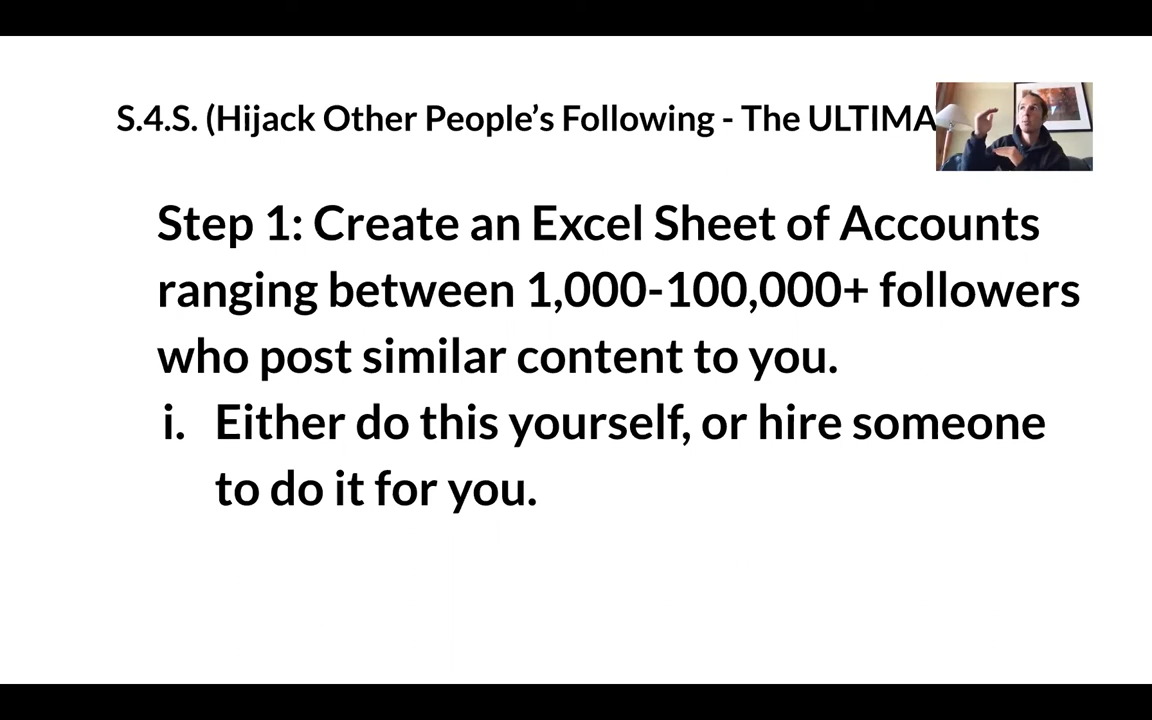 S.4.S. (Hijack Other People’s Following - The ULTIMA
Step 1: Create an Excel Sheet of Accounts
ranging between 1,000-100,000+ followers
who post similar content to you.
i. Either do this yourself, or hire someone
to do it for you.